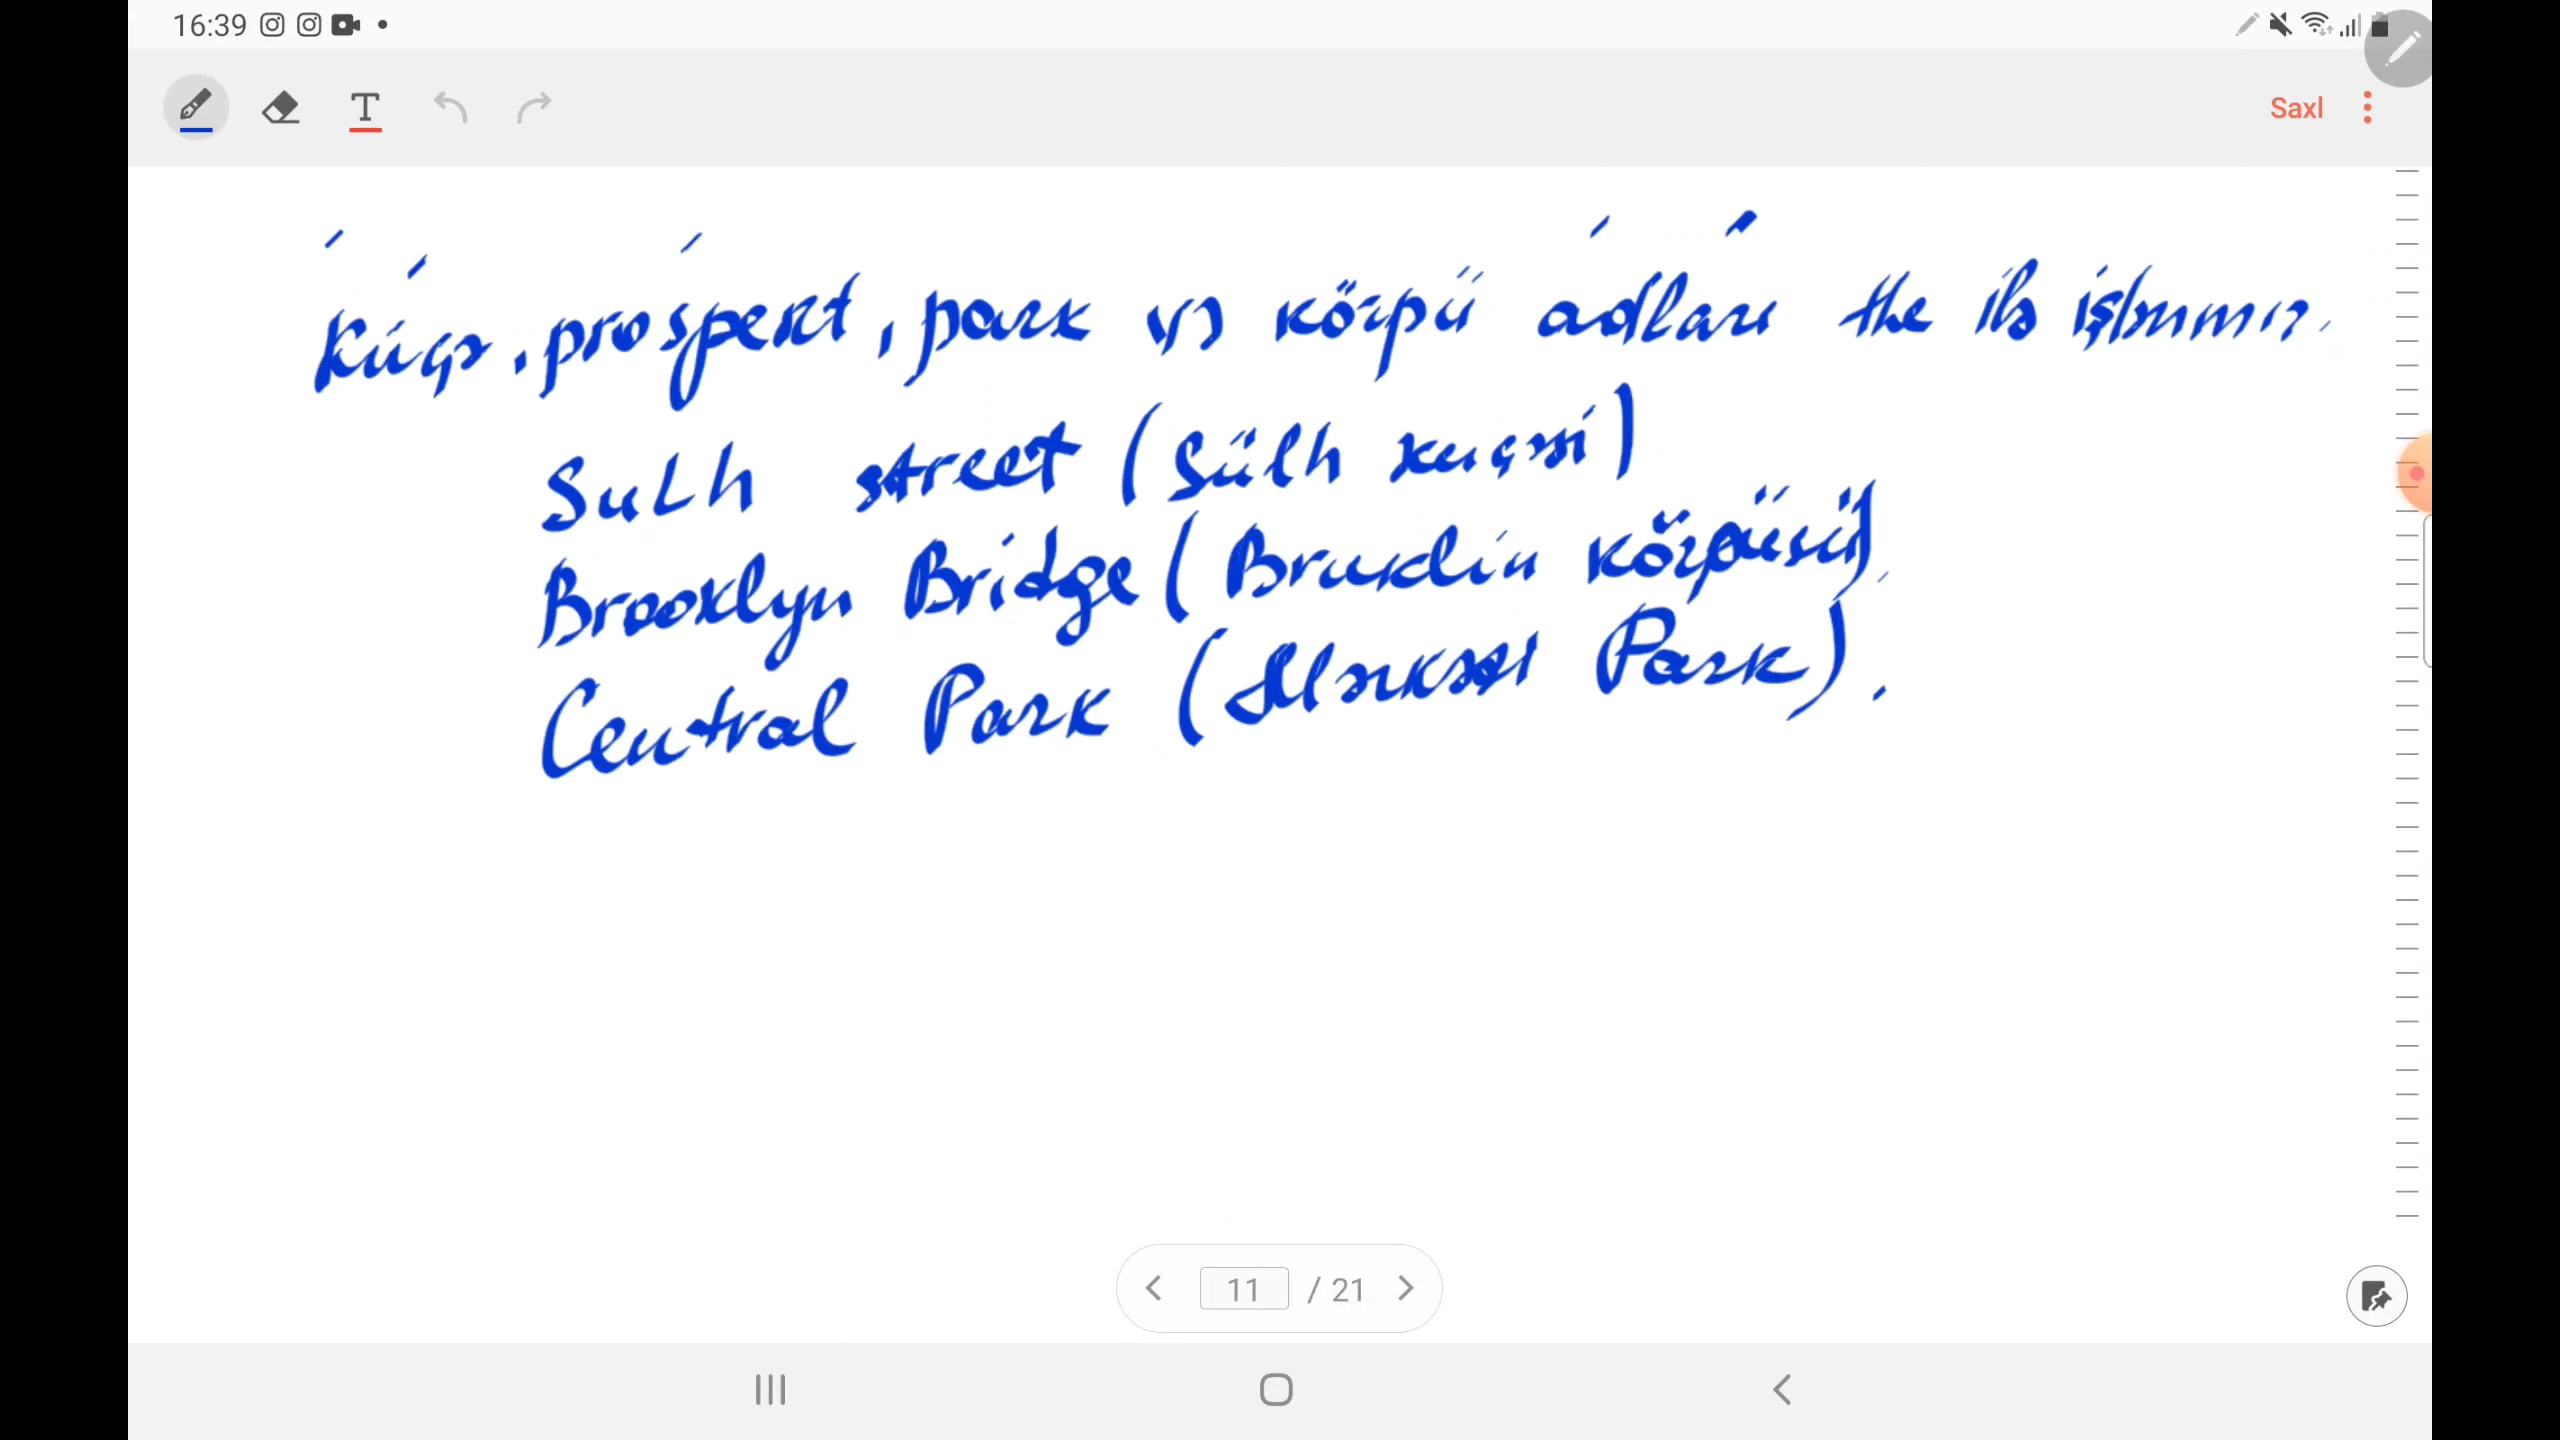 16:39
Saxl
Küçə, prospekt, park və körpü adları the ilə işlənmir.
Sulh street (Sülh kuçəsi)
Brooklyn Bridge (Bruklin körpüsü),
Central Park (Mərkəzi Park).
11 / 21